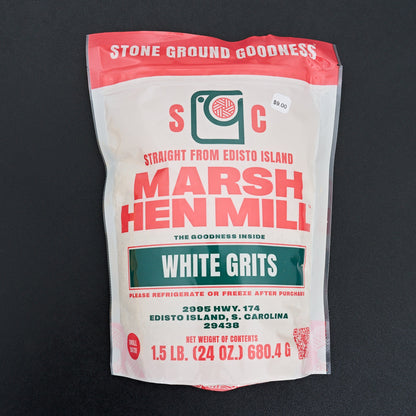 STONE GROUND GOODNESS
$9.00
S C
STRAIGHT FROM EDISTO ISLAND
MARSH
HEN MILL
THE GOODNESS INSIDE
WHITE GRITS
PLEASE REFRIGERATE OR FREEZE AFTER PURCHASE
2995 HWY. 174
EDISTO ISLAND, S. CAROLINA
29438
NET WEIGHT OF CONTENTS
1.5 LB. (24 OZ.) 680.4 G